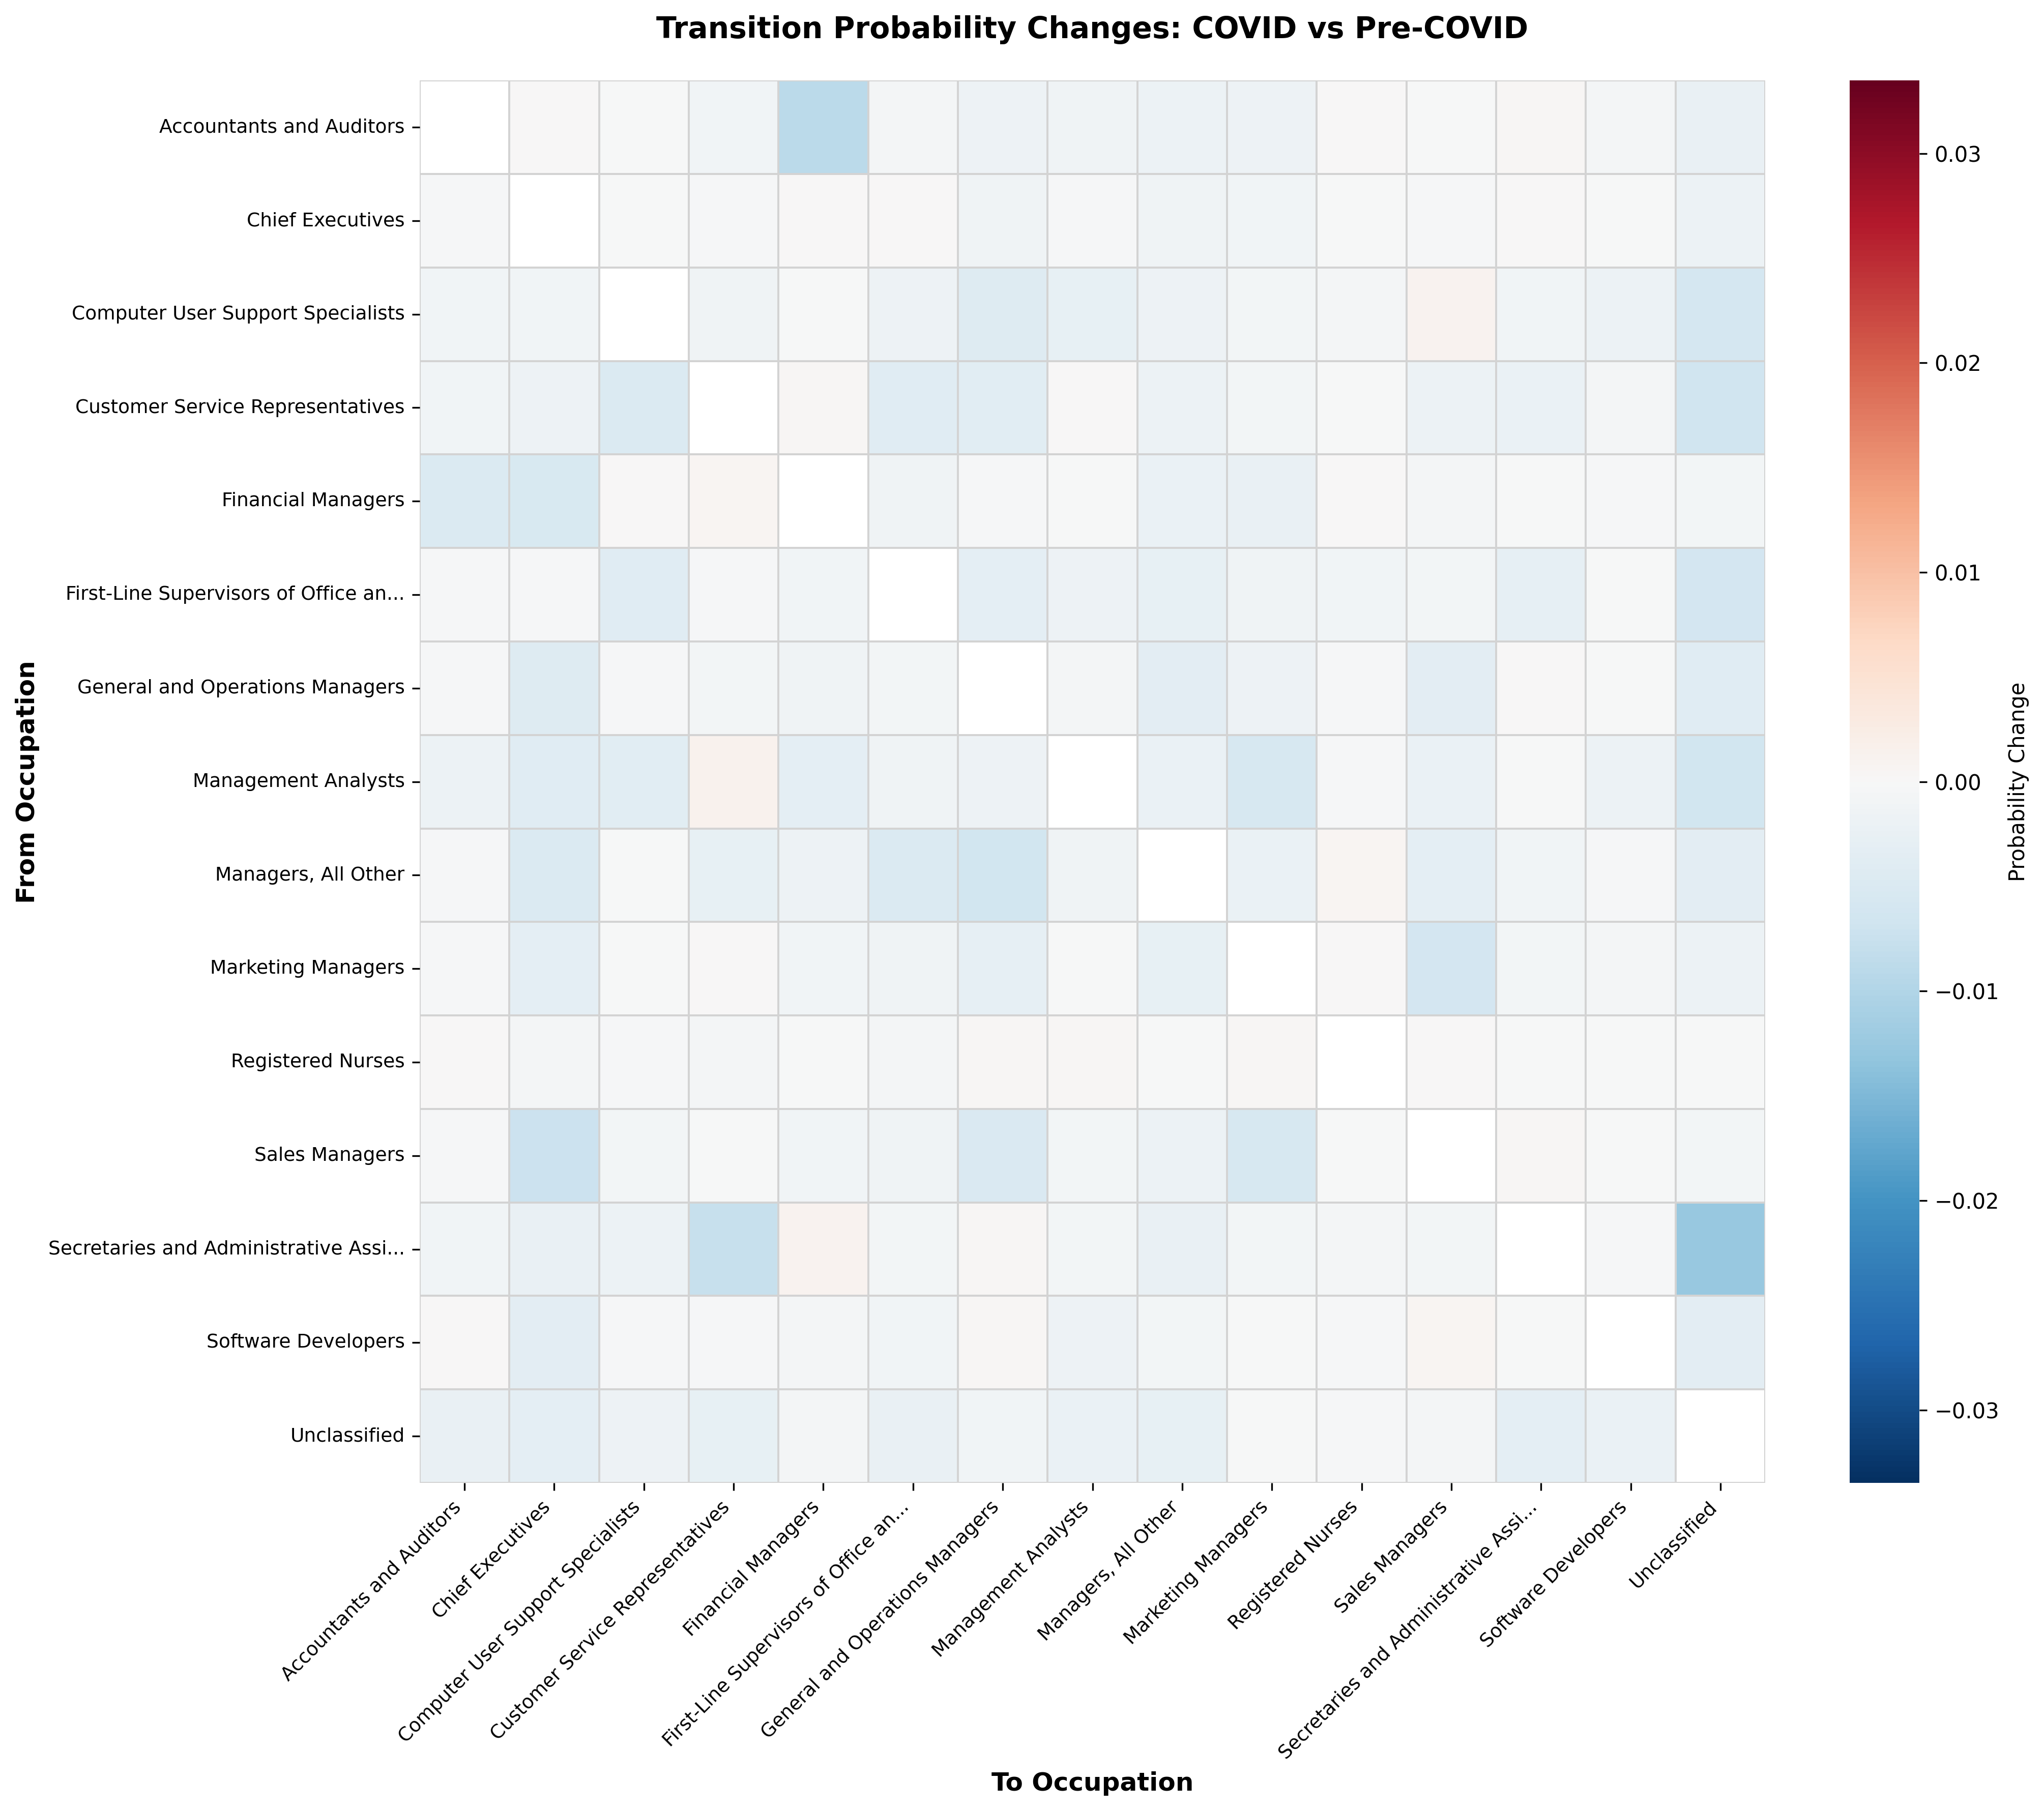 Transition Probability Changes: COVID vs Pre-COVID
From Occupation
Accountants and Auditors
Chief Executives
Computer User Support Specialists
Customer Service Representatives
Financial Managers
First-Line Supervisors of Office an...
General and Operations Managers
Management Analysts
Managers, All Other
Marketing Managers
Registered Nurses
Sales Managers
Secretaries and Administrative Assi...
Software Developers
Unclassified
Accountants and Auditors
Chief Executives
Computer User Support Specialists
Customer Service Representatives
Financial Managers
First-Line Supervisors of Office an...
General and Operations Managers
Management Analysts
Managers, All Other
Marketing Managers
Registered Nurses
Sales Managers
Secretaries and Administrative Assi...
Software Developers
Unclassified
To Occupation
0.03
0.02
0.01
0.00
−0.01
−0.02
−0.03
Probability Change